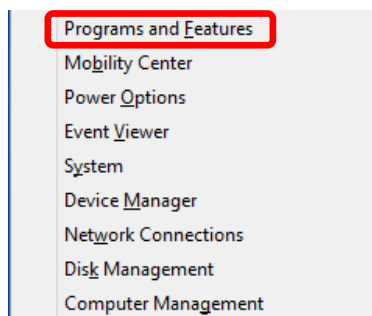 Programs and Features
Mobility Center
Power Options
Event Viewer
System
Device Manager
Network Connections
Disk Management
Computer Management